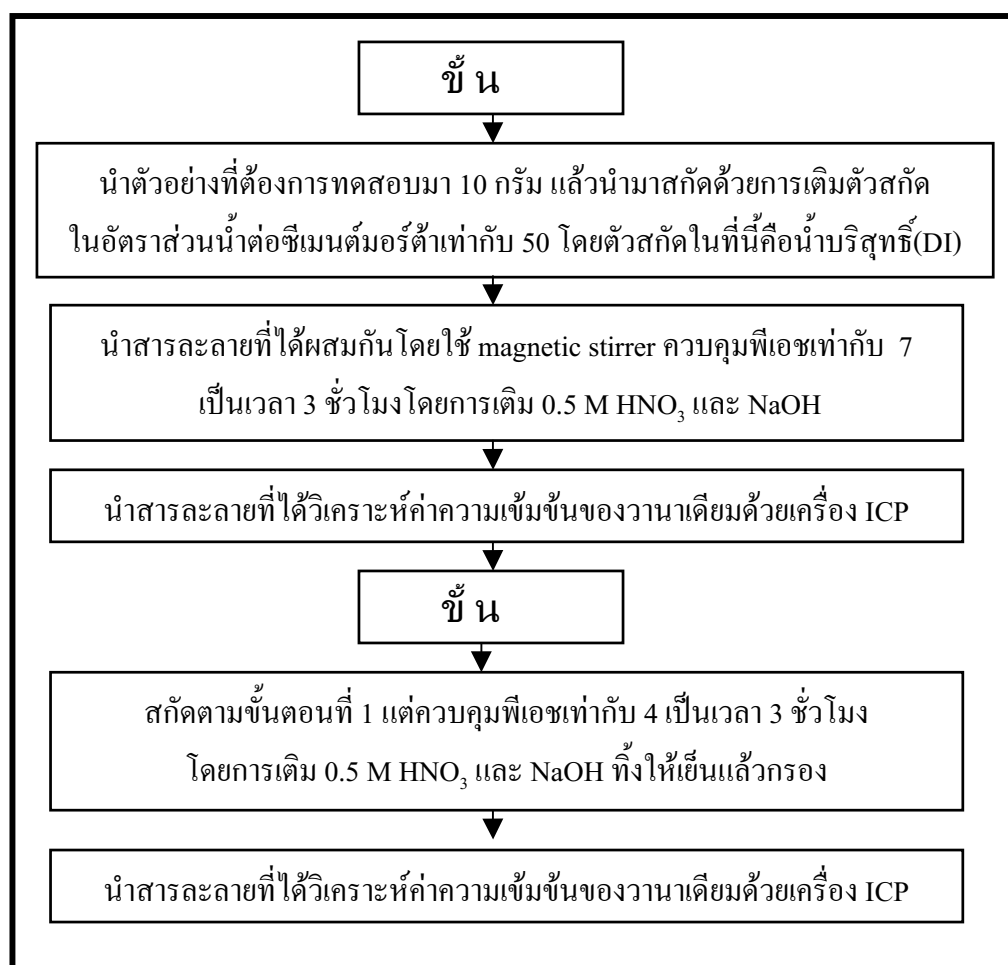 ขั้น
นำตัวอย่างที่ต้องการทดสอบมา 10 กรัม แล้วนำมาสกัดด้วยการเติมตัวสกัด
ในอัตราส่วนน้ำต่อซีเมนต์มอร์ต้าเท่ากับ 50 โดยตัวสกัดในที่นี้คือน้ำบริสุทธิ์(DI)
นำสารละลายที่ได้ผสมกันโดยใช้ magnetic stirrer ควบคุมพีเอชเท่ากับ 7
เป็นเวลา 3 ชั่วโมงโดยการเติม 0.5 M HNO₃ และ NaOH
นำสารละลายที่ได้วิเคราะห์ค่าความเข้มข้นของวานาเดียมด้วยเครื่อง ICP
ขั้น
สกัดตามขั้นตอนที่ 1 แต่ควบคุมพีเอชเท่ากับ 4 เป็นเวลา 3 ชั่วโมง
โดยการเติม 0.5 M HNO₃ และ NaOH ทิ้งให้เย็นแล้วกรอง
นำสารละลายที่ได้วิเคราะห์ค่าความเข้มข้นของวานาเดียมด้วยเครื่อง ICP